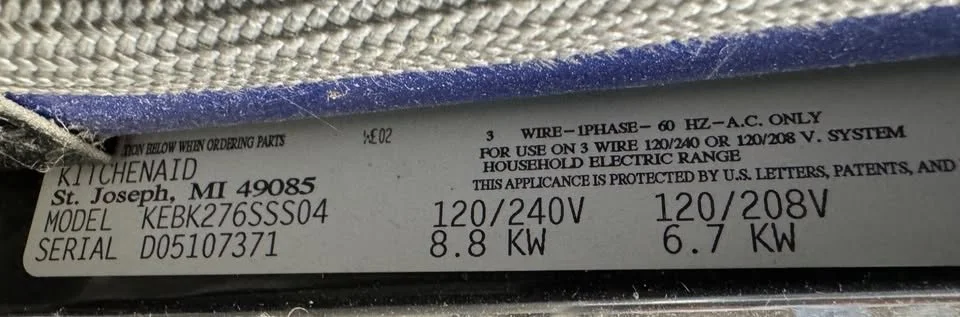 TION BELOW WHEN ORDERING PARTS
KITCHENAID
St. Joseph, MI 49085
MODEL KEBK276SSS04
SERIAL D05107371
3 WIRE-1PHASE- 60 HZ-A.C. ONLY
FOR USE ON 3 WIRE 120/240 OR 120/208 V. SYSTEM
HOUSEHOLD ELECTRIC RANGE
THIS APPLICANCE IS PROTECTED BY U.S. LETTERS, PATENTS, AND
120/240V 120/208V
8.8 KW 6.7 KW